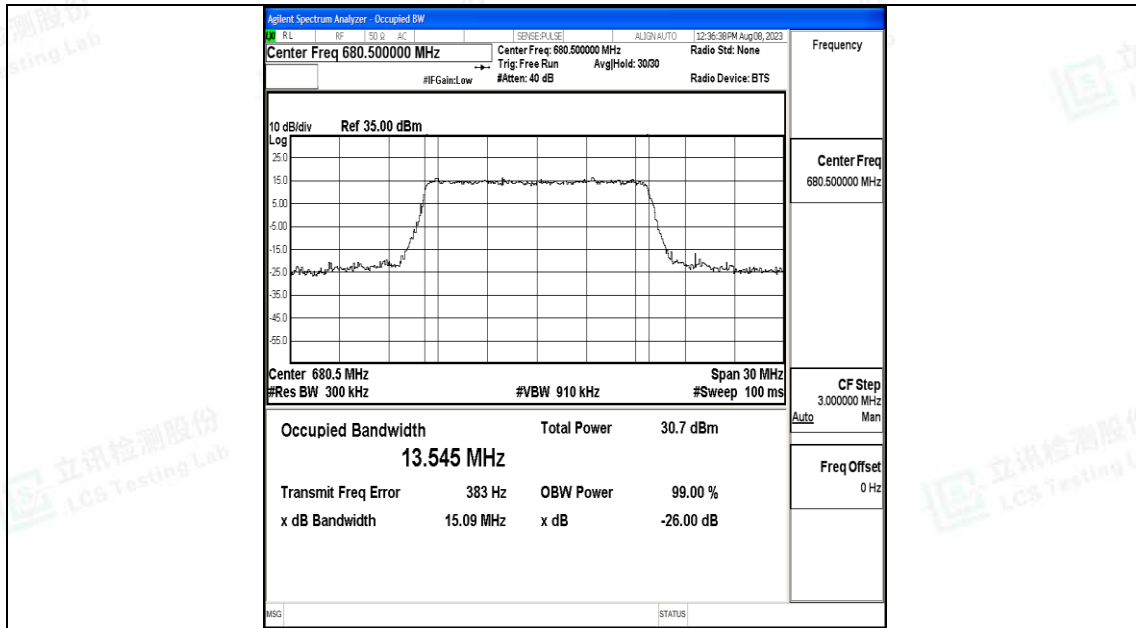 Agilent Spectrum Analyzer - Occupied BW
RL RF 50 Ω AC SENSE:PULSE ALIGN AUTO 12:36:38 PM Aug 08, 2023
Center Freq 680.500000 MHz
Center Freq: 680.500000 MHz
Radio Std: None
Trig: Free Run Avg|Hold: 30/30
#IFGain:Low #Atten: 40 dB Radio Device: BTS
Frequency
10 dB/div Ref 35.00 dBm
Log
25.0
15.0
5.00
-5.00
-15.0
-25.0
-35.0
-45.0
-55.0
Center 680.5 MHz Span 30 MHz
#Res BW 300 kHz #VBW 910 kHz #Sweep 100 ms
Occupied Bandwidth Total Power 30.7 dBm
13.545 MHz
Transmit Freq Error 383 Hz OBW Power 99.00 %
x dB Bandwidth 15.09 MHz x dB -26.00 dB
Center Freq
680.500000 MHz
CF Step
3.000000 MHz
Auto Man
Freq Offset
0 Hz
MSG STATUS
立讯检测股份
LCS Testing Lab
立讯检测股份
LCS Testing L